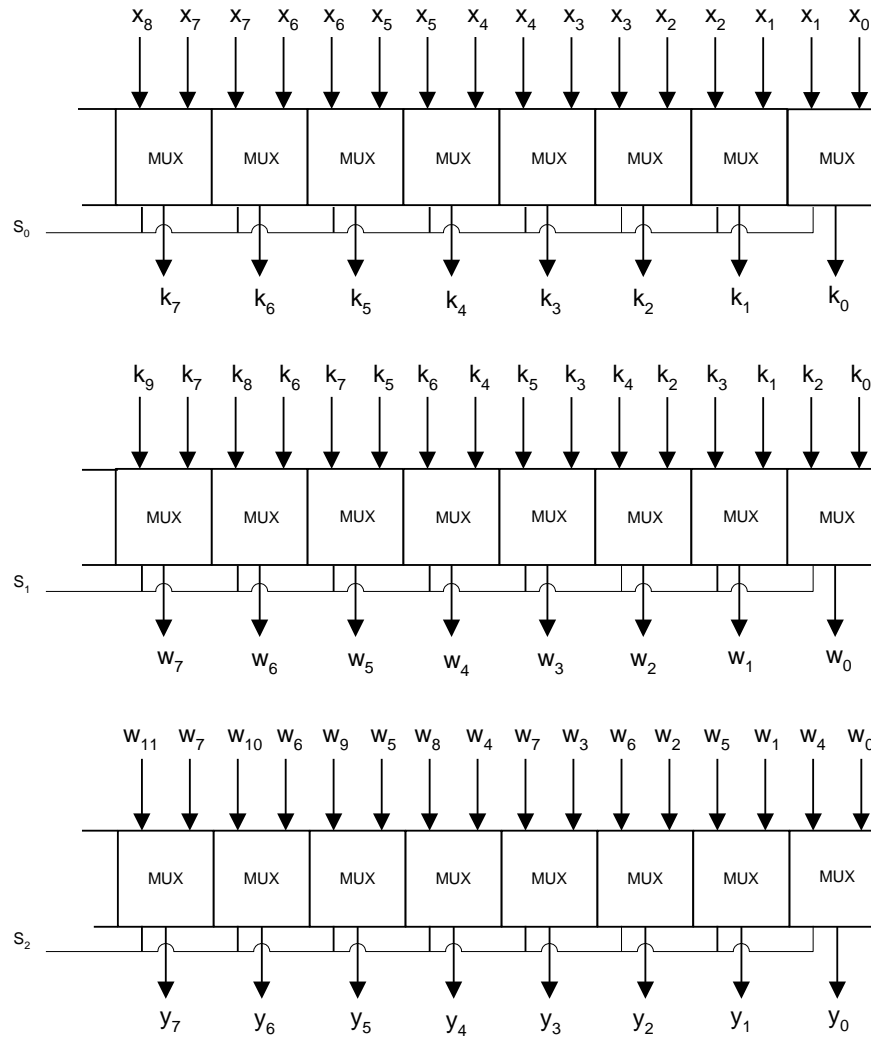 x₈ x₇ x₇ x₆ x₆ x₅ x₅ x₄ x₄ x₃ x₃ x₂ x₂ x₁ x₁ x₀
MUX MUX MUX MUX MUX MUX MUX MUX
S₀
k₇ k₆ k₅ k₄ k₃ k₂ k₁ k₀
k₉ k₇ k₈ k₆ k₇ k₅ k₆ k₄ k₅ k₃ k₄ k₂ k₃ k₁ k₂ k₀
MUX MUX MUX MUX MUX MUX MUX MUX
S₁
w₇ w₆ w₅ w₄ w₃ w₂ w₁ w₀
w₁₁ w₇ w₁₀ w₆ w₉ w₅ w₈ w₄ w₇ w₃ w₆ w₂ w₅ w₁ w₄ w₀
MUX MUX MUX MUX MUX MUX MUX MUX
S₂
y₇ y₆ y₅ y₄ y₃ y₂ y₁ y₀